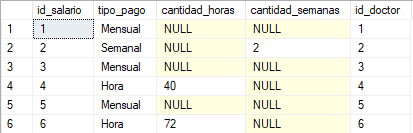 id_salario tipo_pago cantidad_horas cantidad_semanas id_doctor
1 1 Mensual NULL NULL 1
2 2 Semanal NULL 2 2
3 3 Mensual NULL NULL 3
4 4 Hora 40 NULL 4
5 5 Mensual NULL NULL 5
6 6 Hora 72 NULL 6